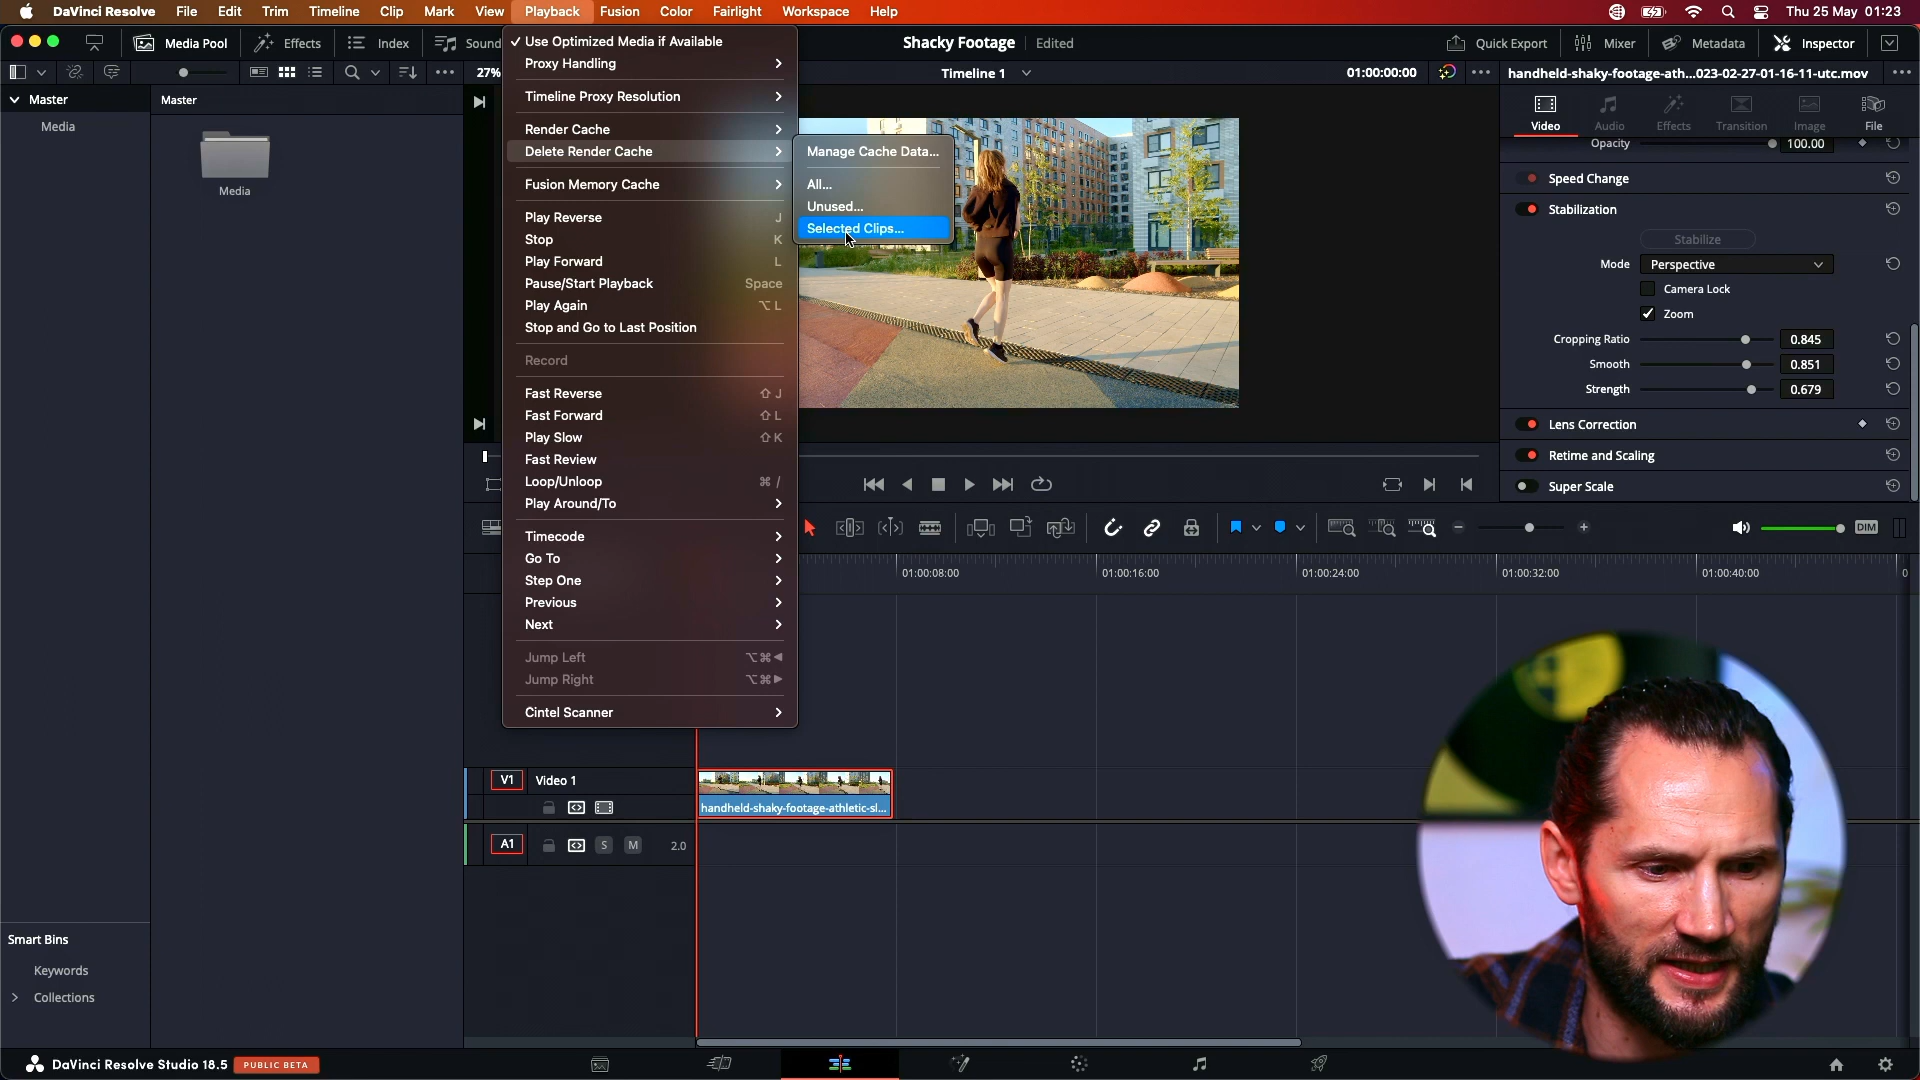 DaVinci Resolve File Edit Trim Timeline Clip Mark View Playback Fusion Color Fairlight Workspace Help Thu 25 May 01:23
Media Pool Effects Index Sound Shacky Footage Edited Quick Export Mixer Metadata Inspector
27% Timeline 1 01:00:00:00 handheld-shaky-footage-ath...023-02-27-01-16-11-utc.mov
Master
Media
Master
Media
Smart Bins
Keywords
Collections
✓ Use Optimized Media if Available
Proxy Handling
Timeline Proxy Resolution
Render Cache
Delete Render Cache
Fusion Memory Cache
Play Reverse J
Stop K
Play Forward L
Pause/Start Playback Space
Play Again ⌥ L
Stop and Go to Last Position
Record
Fast Reverse ⇧ J
Fast Forward ⇧ L
Play Slow ⇧ K
Fast Review
Loop/Unloop ⌘ /
Play Around/To
Timecode
Go To
Step One
Previous
Next
Jump Left ⌥⌘◀
Jump Right ⌥⌘▶
Cintel Scanner
Manage Cache Data...
All...
Unused...
Selected Clips...
Video Audio Effects Transition Image File
Opacity 100.00
Speed Change
Stabilization
Stabilize
Mode Perspective
Camera Lock
Zoom
Cropping Ratio 0.845
Smooth 0.851
Strength 0.679
Lens Correction
Retime and Scaling
Super Scale
DIM
01:00:08:00 01:00:16:00 01:00:24:00 01:00:32:00 01:00:40:00 0
V1 Video 1
handheld-shaky-footage-athletic-sl...
A1 S M 2.0
DaVinci Resolve Studio 18.5 PUBLIC BETA